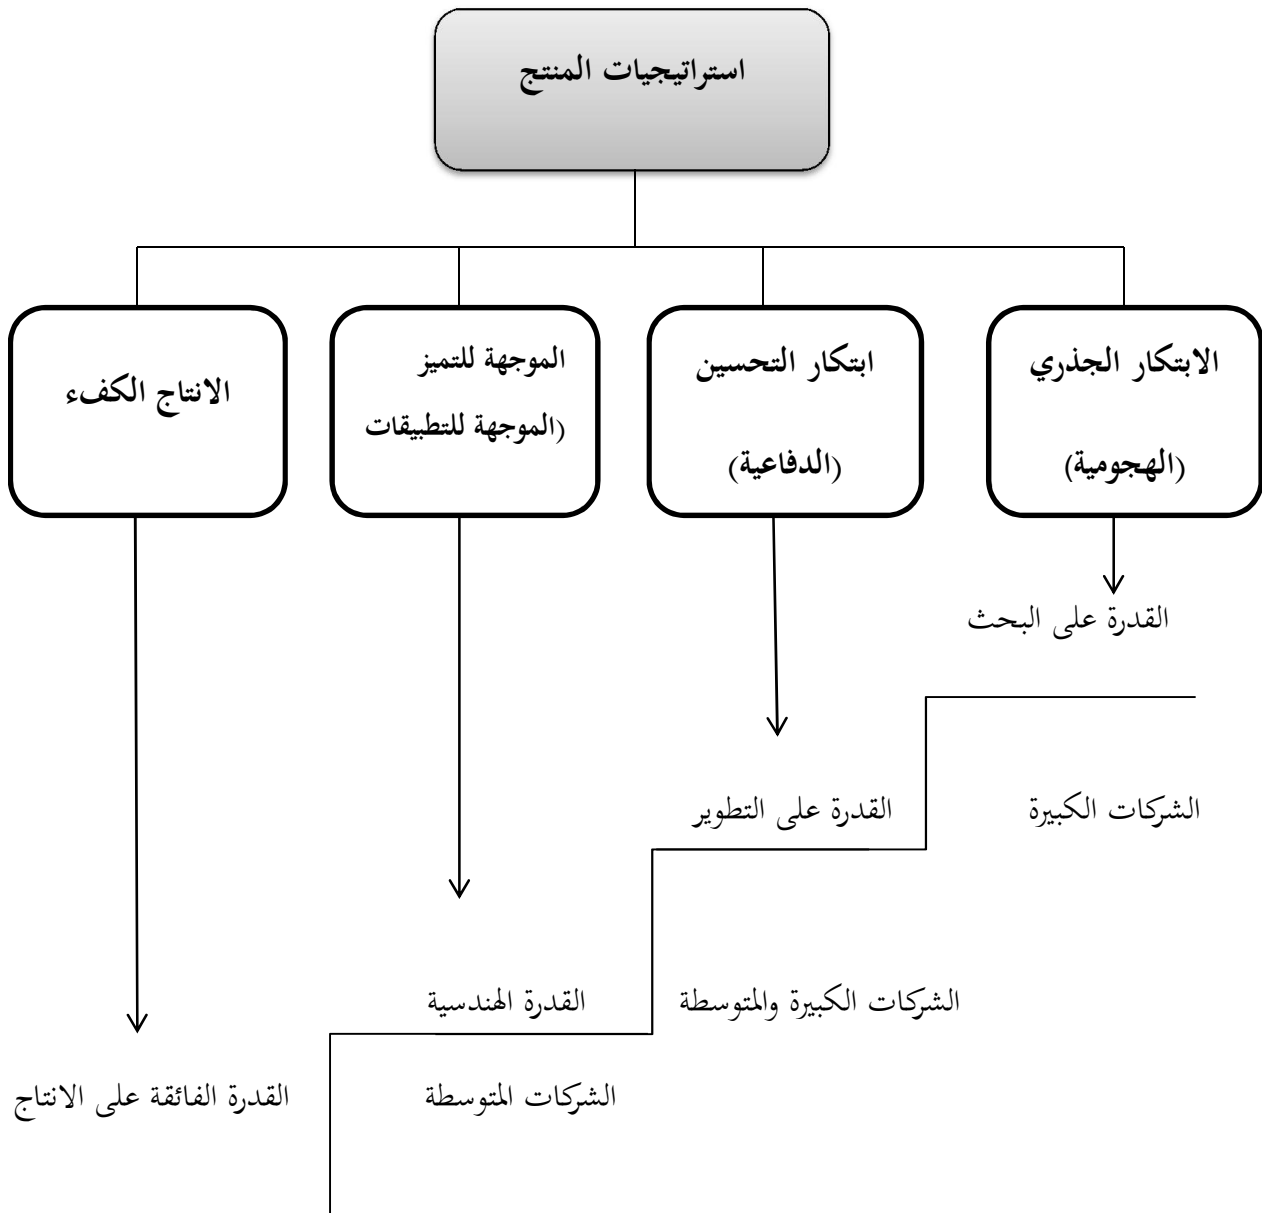 استراتيجيات المنتج
الابتكار الجذري
(الهجومية)
ابتكار التحسين
(الدفاعية)
الموجهة للتميز
(الموجهة للتطبيقات
الانتاج الكفء
القدرة على البحث
الشركات الكبيرة
القدرة على التطوير
الشركات الكبيرة والمتوسطة
القدرة الهندسية
الشركات المتوسطة
القدرة الفائقة على الانتاج